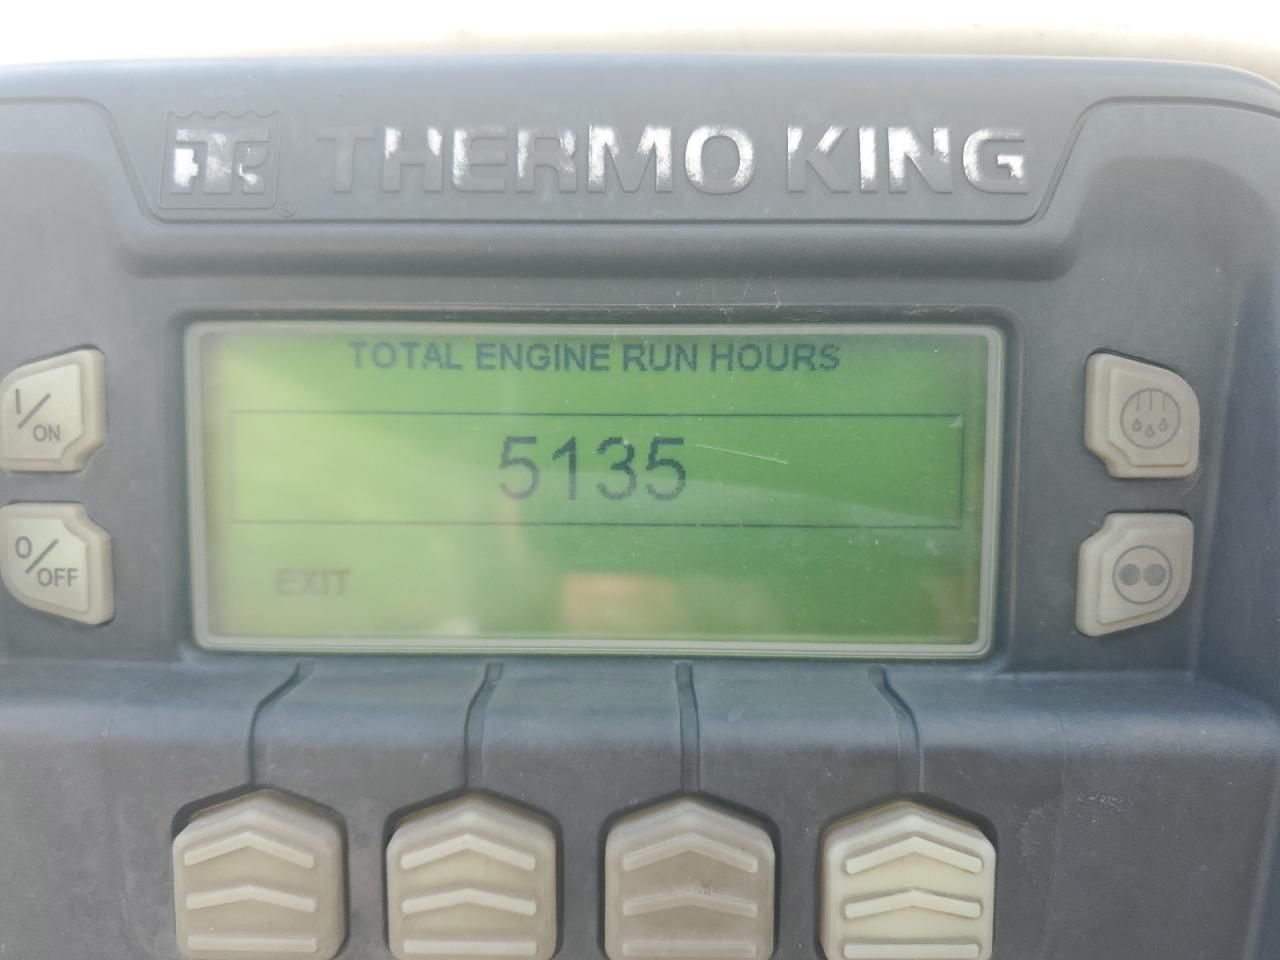 THERMO KING
TOTAL ENGINE RUN HOURS
I/ON
5135
O/OFF
EXIT